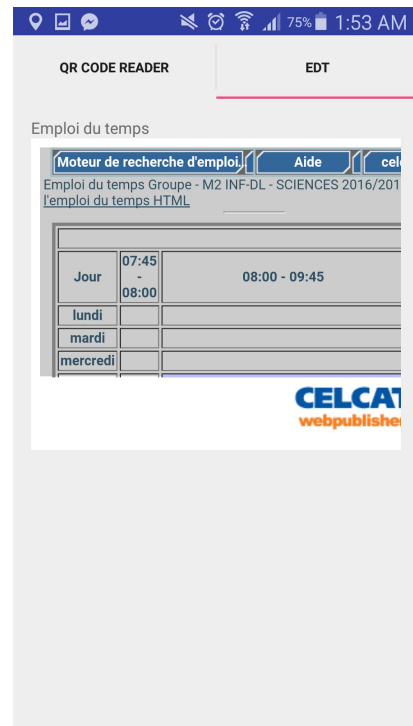 75% 1:53 AM
QR CODE READER EDT
Emploi du temps
Moteur de recherche d'emploi.. Aide cel
Emploi du temps Groupe - M2 INF-DL - SCIENCES 2016/201
l'emploi du temps HTML
Jour 07:45 - 08:00 08:00 - 09:45
lundi
mardi
mercredi
CELCAT
webpublisher